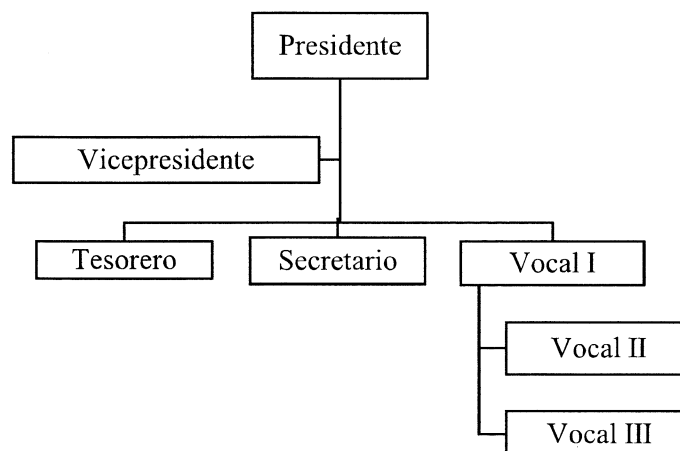 Presidente
Vicepresidente
Tesorero
Secretario
Vocal I
Vocal II
Vocal III